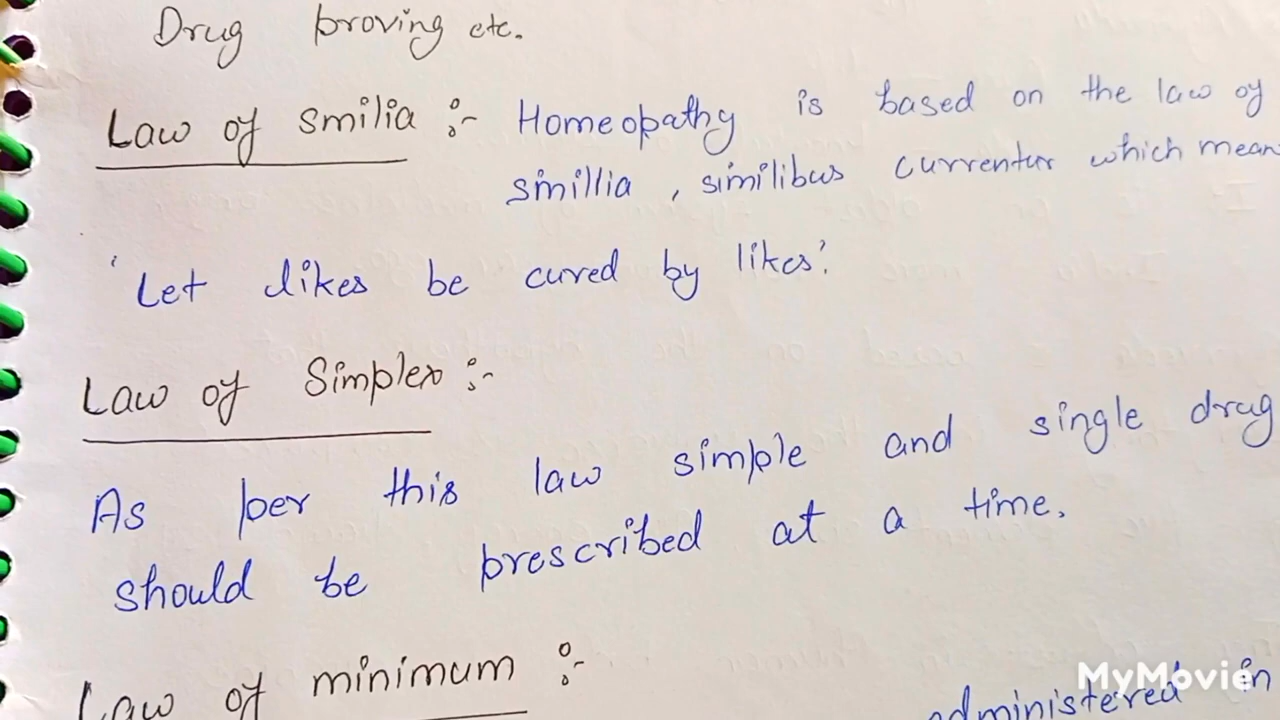 Drug proving etc.
Law of smilia :- Homeopathy is based on the law of
smillia, similibus currentur which mean
'Let likes be cured by likes'.
Law of Simplex :-
As per this law simple and single drug
should be prescribed at a time.
Law of minimum :-
administered in
MyMovie